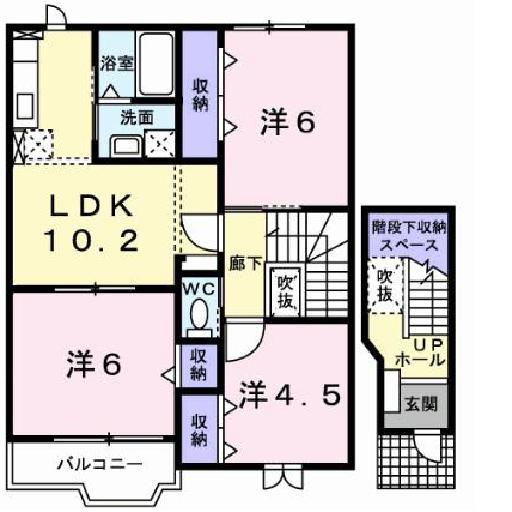 浴室
収納
洗面
洋6
LDK
10.2
廊下
吹抜
WC
洋6
収納
収納
洋4.5
バルコニー
階段下収納
スペース
吹抜
UP
ホール
玄関